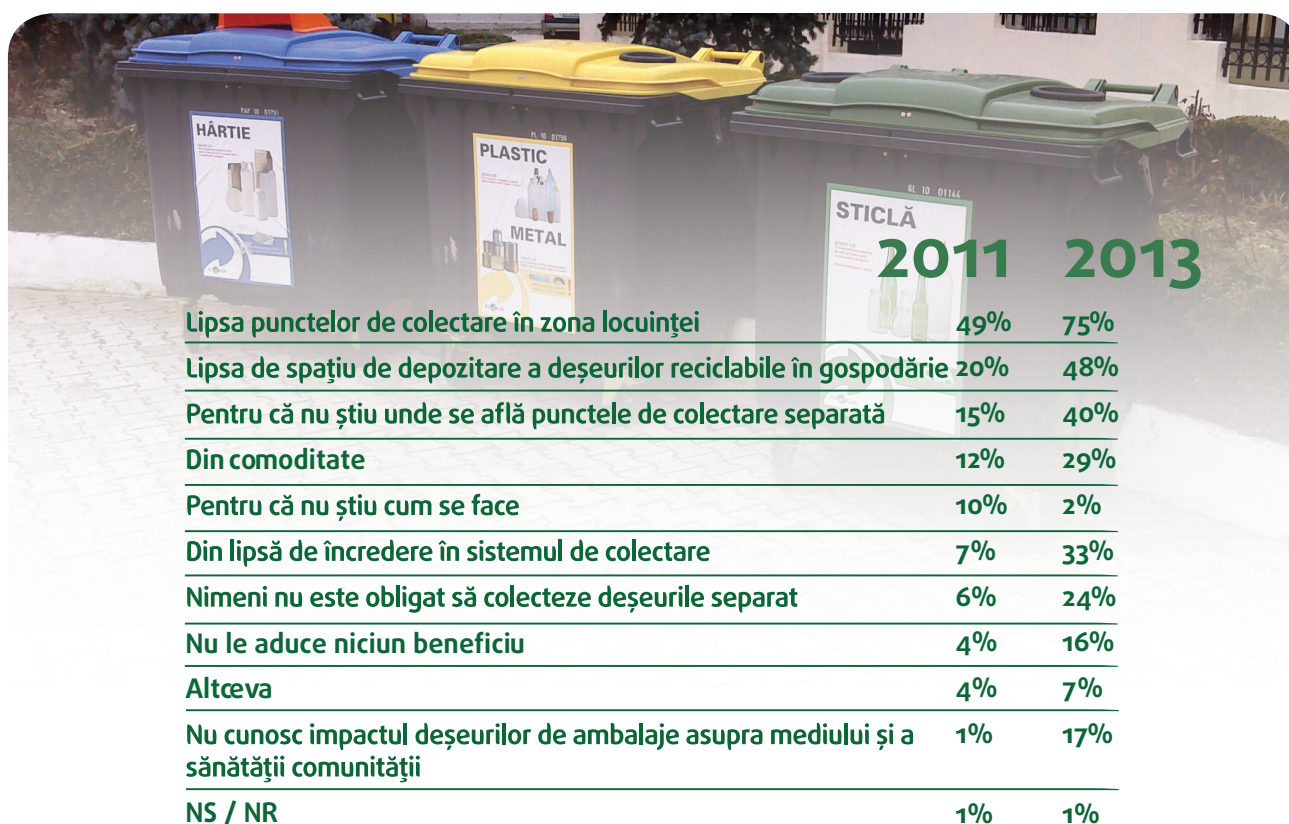 HÂRTIE
PLASTIC
METAL
GL 10 01144
STICLĂ
2011 2013
Lipsa punctelor de colectare în zona locuinței 49% 75%
Lipsa de spațiu de depozitare a deșeurilor reciclabile în gospodărie 20% 48%
Pentru că nu știu unde se află punctele de colectare separată 15% 40%
Din comoditate 12% 29%
Pentru că nu știu cum se face 10% 2%
Din lipsă de încredere în sistemul de colectare 7% 33%
Nimeni nu este obligat să colecteze deșeurile separat 6% 24%
Nu le aduce niciun beneficiu 4% 16%
Altceva 4% 7%
Nu cunosc impactul deșeurilor de ambalaje asupra mediului și a 1% 17%
sănătății comunității
NS / NR 1% 1%